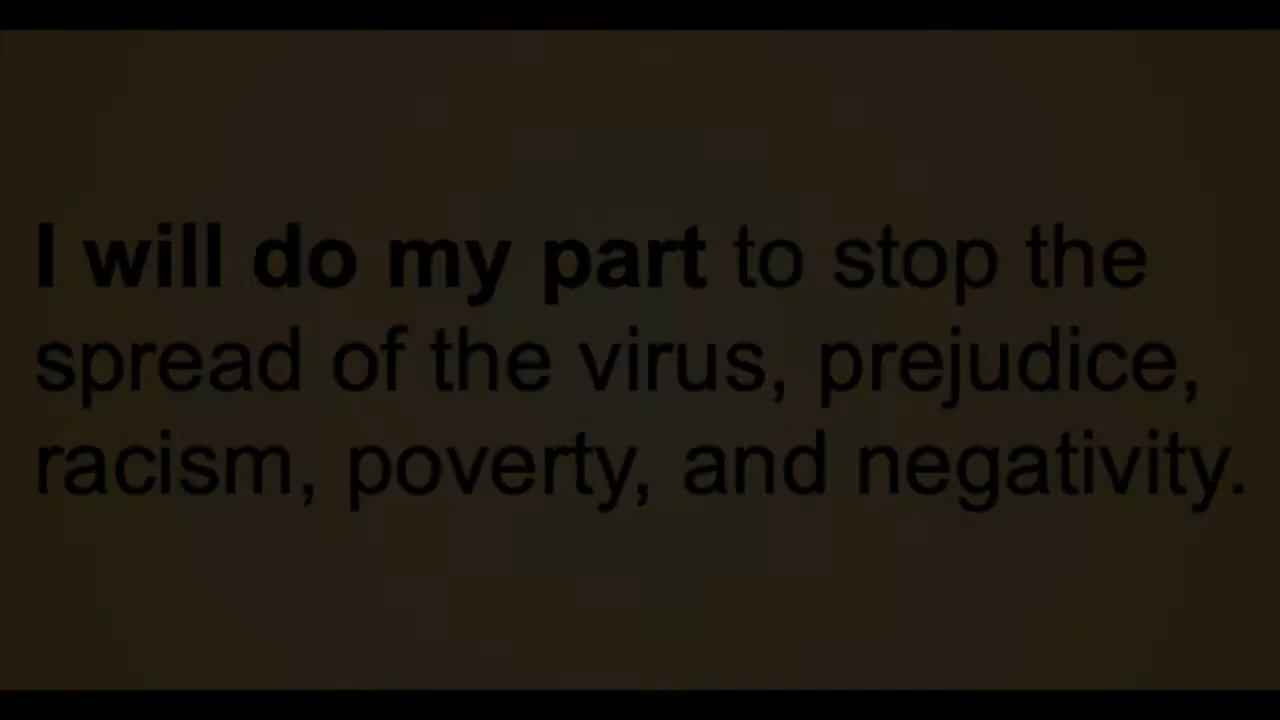 I will do my part to stop the
spread of the virus, prejudice,
racism, poverty, and negativity.